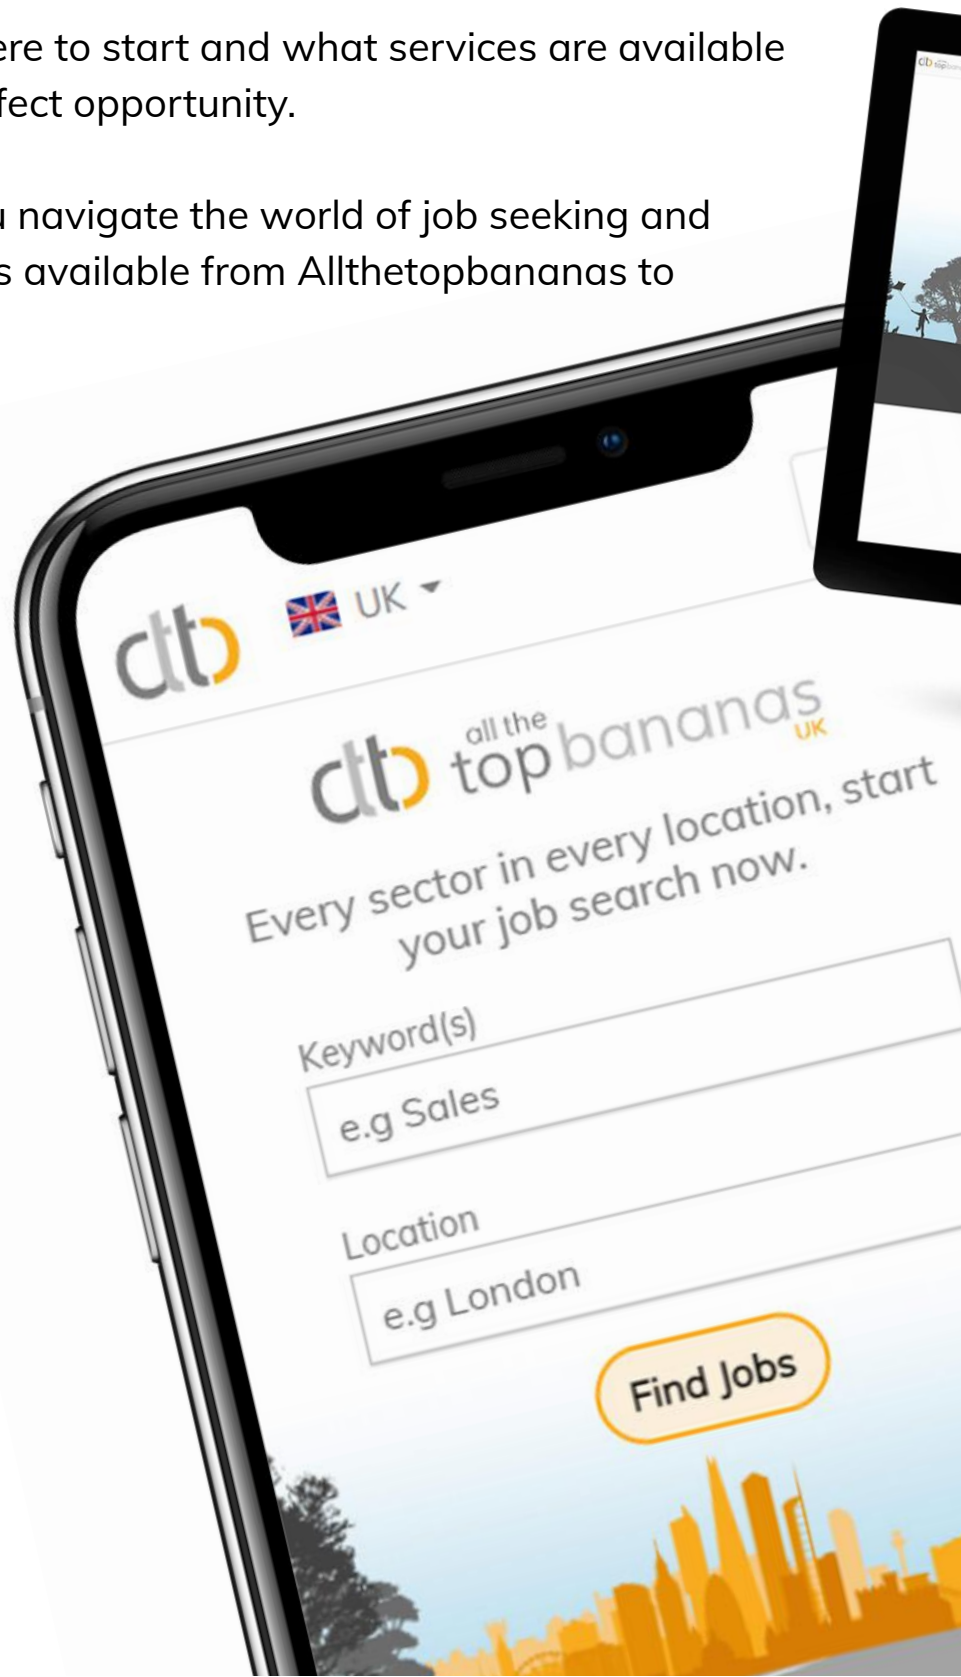 ere to start and what services are available
fect opportunity.
u navigate the world of job seeking and
s available from Allthetopbananas to
UK
all the
topbananas
UK
Every sector in every location, start
your job search now.
Keyword(s)
e.g Sales
Location
e.g London
Find Jobs